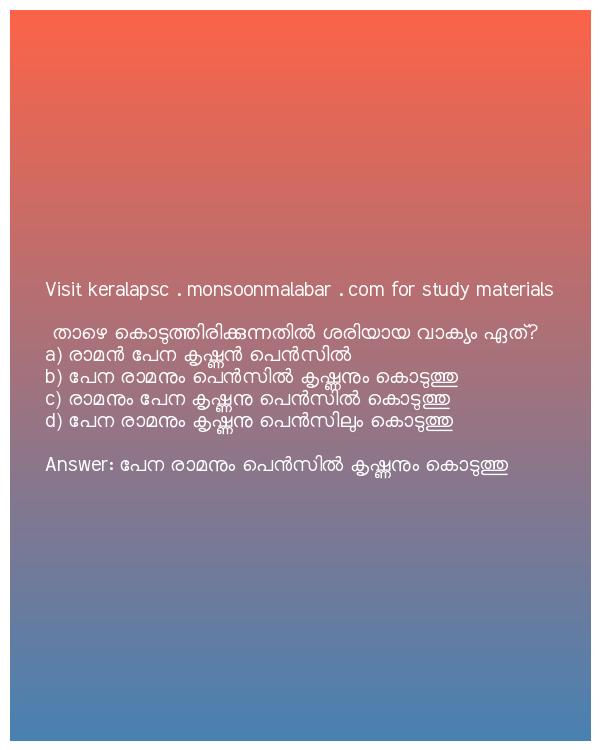 Visit keralapsc . monsoonmalabar . com for study materials
താഴെ കൊടുത്തിരിക്കുന്നതിൽ ശരിയായ വാക്യം ഏത്?
a) രാമൻ പേന കൃഷ്ണൻ പെൻസിൽ
b) പേന രാമനും പെൻസിൽ കൃഷ്ണനും കൊടുത്തു
c) രാമനും പേന കൃഷ്ണനു പെൻസിൽ കൊടുത്തു
d) പേന രാമനും കൃഷ്ണനു പെൻസിലും കൊടുത്തു
Answer: പേന രാമനും പെൻസിൽ കൃഷ്ണനും കൊടുത്തു